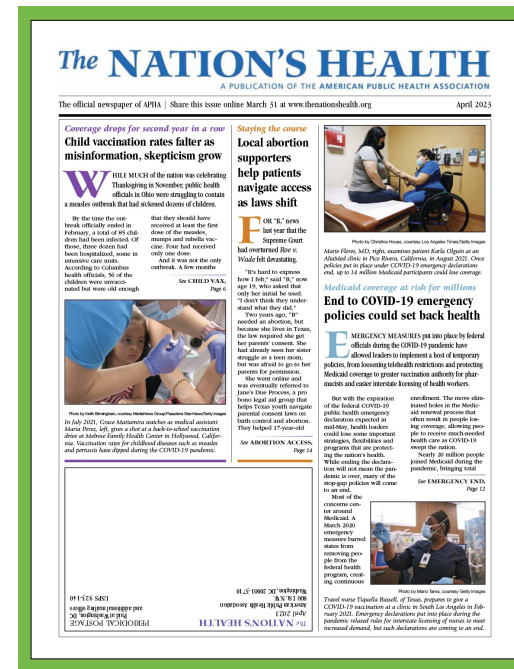 The NATION'S HEALTH
A PUBLICATION OF THE AMERICAN PUBLIC HEALTH ASSOCIATION
The official newspaper of APHA | Share this issue online March 31 at www.thenationshealth.org
April 2023
Coverage drops for second year in a row
Child vaccination rates falter as
misinformation, skepticism grow
WHILE MUCH of the nation was celebrating
Thanksgiving in November, public health
officials in Ohio were struggling to contain
a measles outbreak that had sickened dozens of children.
By the time the out-
break officially ended in
February, a total of 85 chil-
dren had been infected. Of
those, three dozen had
been hospitalized, some in
intensive care units.
According to Columbus
health officials, 96 of the
children were unvacci-
nated but were old enough
that they should have
received at least the first
dose of the measles,
mumps and rubella vac-
cine. Four had received
only one dose.
And it was not the only
outbreak. A few months
See CHILD VAX,
Page 6
Photo by Keith Birmingham, courtesy MediaNews Group/Pasadena Star-News/Getty Images
In July 2021, Grace Mattamira watches as medical assistant
Maria Perez, left, gives a shot at a back-to-school vaccination
drive at Melrose Family Health Center in Hollywood, Califor-
nia. Vaccination rates for childhood diseases such as measles
and pertussis have dipped during the COVID-19 pandemic.
Staying the course
Local abortion
supporters
help patients
navigate access
as laws shift
FOR "B," news
last year that the
Supreme Court
had overturned Roe v.
Wade felt devastating.
"It's hard to express
how I felt," said "B," now
age 19, who asked that
only her initial be used.
"I don't think they under-
stand what they did."
Two years ago, "B"
needed an abortion, but
because she lives in Texas,
the law required she get
her parents' consent. She
had already seen her sister
struggle as a teen mom,
but was afraid to go to her
parents for permission.
She went online and
was eventually referred to
Jane's Due Process, a pro
bono legal aid group that
helps Texas youth navigate
parental consent laws on
birth control and abortion.
They helped 17-year-old
See ABORTION ACCESS,
Page 14
Photo by Christina House, courtesy Los Angeles Times/Getty Images
Marie Flores, MD, right, examines patient Karla Olguin at an
AltaMed clinic in Pico Rivera, California, in August 2021. Once
policies put in place under COVID-19 emergency declarations
end, up to 14 million Medicaid participants could lose coverage.
Medicaid coverage at risk for millions
End to COVID-19 emergency
policies could set back health
EMERGENCY MEASURES put into place by federal
officials during the COVID-19 pandemic have
allowed leaders to implement a host of temporary
policies, from loosening telehealth restrictions and protecting
Medicaid coverage to greater vaccination authority for phar-
macists and easier interstate licensing of health workers.
But with the expiration
of the federal COVID-19
public health emergency
declaration expected in
mid-May, health leaders
could lose some important
strategies, flexibilities and
programs that are protect-
ing the nation's health.
While ending the declara-
tion will not mean the pan-
demic is over, many of the
stop-gap policies will come
to an end.
Most of the
concerns cen-
ter around
Medicaid. A
March 2020
emergency
measure barred
states from
removing peo-
ple from the
federal health
program, creat-
ing continuous
enrollment. The move elim-
inated holes in the Medic-
aid renewal process that
often result in people los-
ing coverage, allowing peo-
ple to receive much-needed
health care as COVID-19
swept the nation.
Nearly 20 million people
joined Medicaid during the
pandemic, bringing total
See EMERGENCY END,
Page 12
Photo by Mario Tama, courtesy Getty Images
Travel nurse Tiquella Russell, of Texas, prepares to give a
COVID-19 vaccination at a clinic in South Los Angeles in Feb-
ruary 2021. Emergency declarations put into place during the
pandemic relaxed rules for interstate licensing of nurses to meet
increased demand, but such declarations are coming to an end.
The NATION'S HEALTH
April 2023
American Public Health Association
800 I St. N.W.
Washington, DC 20001-3710
PERIODICAL POSTAGE
Paid at Washington, DC
and additional mailing offices
USPS 923-140